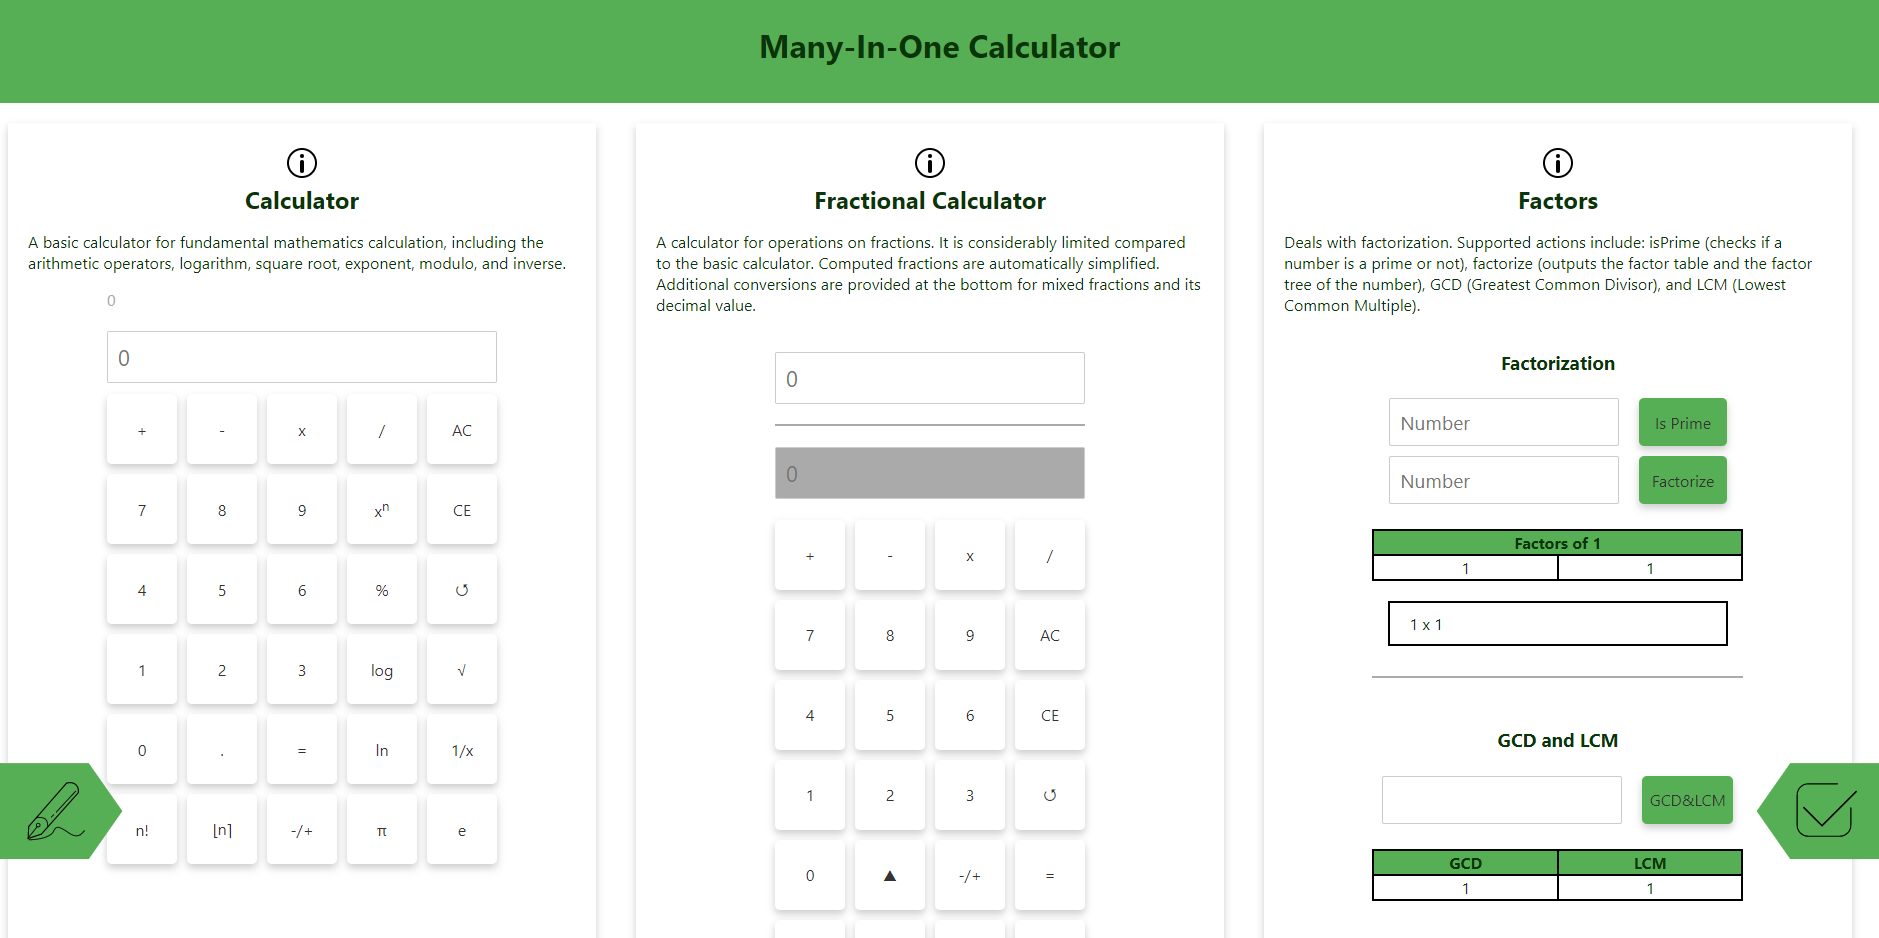 Many-In-One Calculator
Calculator
A basic calculator for fundamental mathematics calculation, including the
arithmetic operators, logarithm, square root, exponent, modulo, and inverse.
0
0
+ - x / AC
7 8 9 xⁿ CE
4 5 6 % ↺
1 2 3 log √
0 . = ln 1/x
n! ⌊n⌉ -/+ π e
Fractional Calculator
A calculator for operations on fractions. It is considerably limited compared
to the basic calculator. Computed fractions are automatically simplified.
Additional conversions are provided at the bottom for mixed fractions and its
decimal value.
0
0
+ - x /
7 8 9 AC
4 5 6 CE
1 2 3 ↺
0 ▲ -/+ =
Factors
Deals with factorization. Supported actions include: isPrime (checks if a
number is a prime or not), factorize (outputs the factor table and the factor
tree of the number), GCD (Greatest Common Divisor), and LCM (Lowest
Common Multiple).
Factorization
Number Is Prime
Number Factorize
Factors of 1
1 1
1 x 1
GCD and LCM
GCD&LCM
GCD LCM
1 1